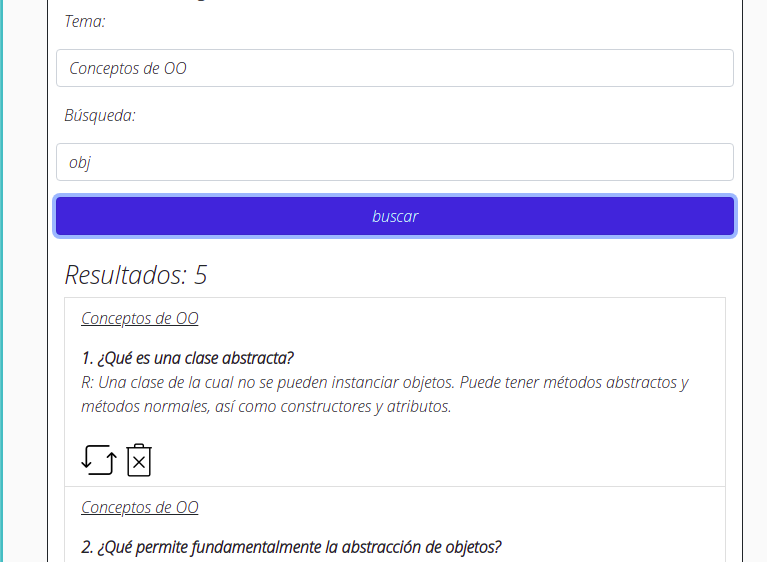 Tema:
Conceptos de OO
Búsqueda:
obj
buscar
Resultados: 5
Conceptos de OO
1. ¿Qué es una clase abstracta?
R: Una clase de la cual no se pueden instanciar objetos. Puede tener métodos abstractos y
métodos normales, así como constructores y atributos.
Conceptos de OO
2. ¿Qué permite fundamentalmente la abstracción de objetos?